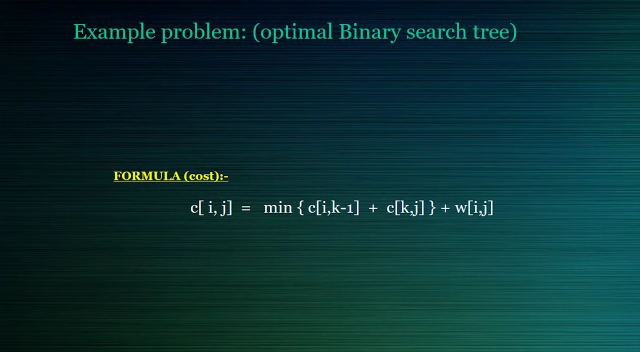 Example problem: (optimal Binary search tree)
FORMULA (cost):-
c[ i, j] = min { c[i,k-1] + c[k,j] } + w[i,j]